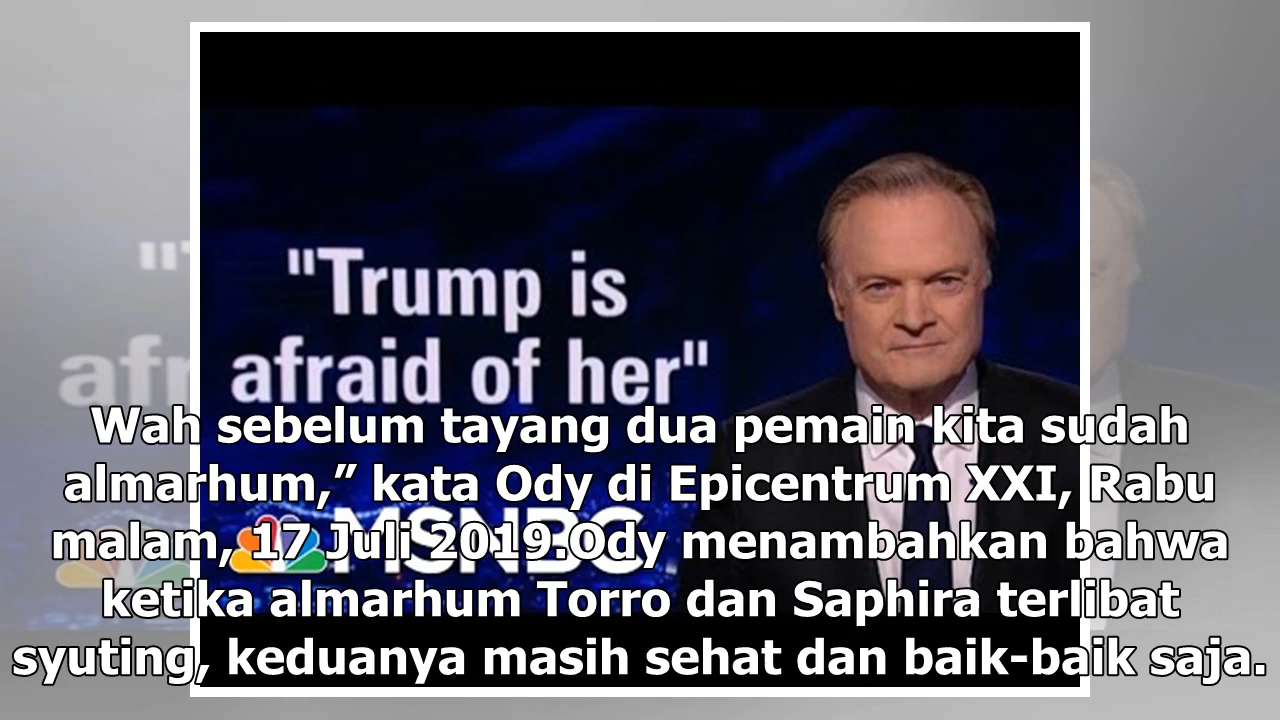 "Trump is
afraid of her"
MSNBC
Wah sebelum tayang dua pemain kita sudah
almarhum,” kata Ody di Epicentrum XXI, Rabu
malam, 17 Juli 2019.Ody menambahkan bahwa
ketika almarhum Torro dan Saphira terlibat
syuting, keduanya masih sehat dan baik-baik saja.